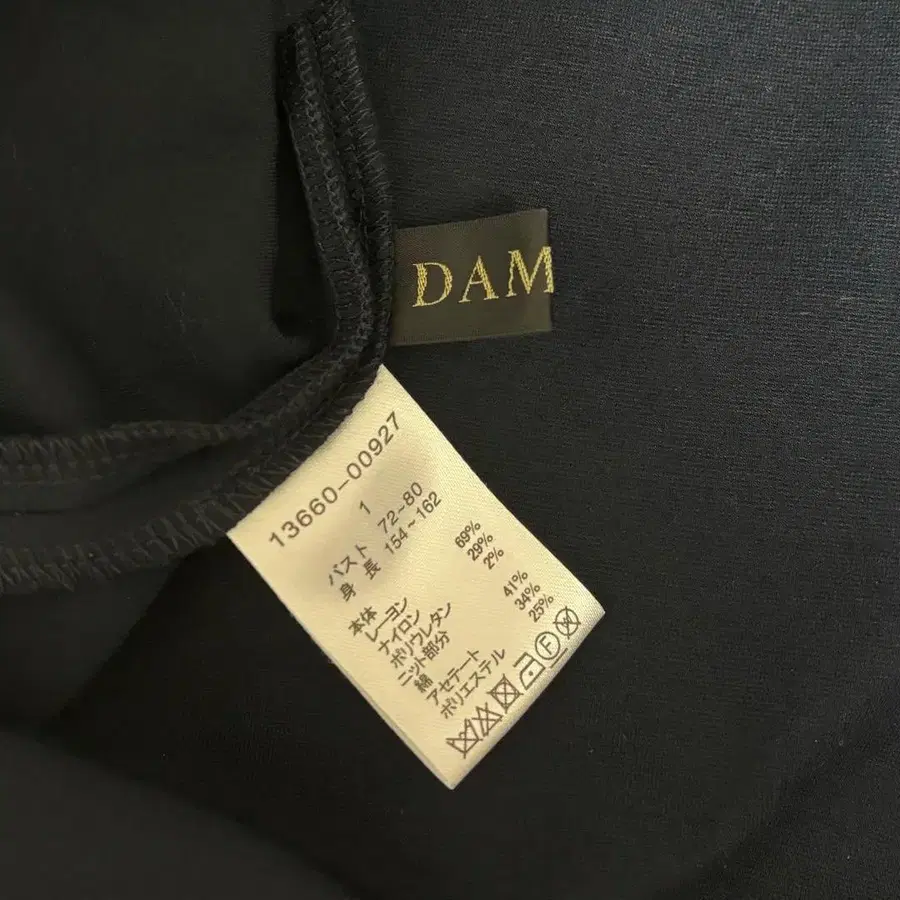 DAM
13660-00927
1
バスト 72~80
身長 154~162
本体
レーヨン 69%
ナイロン 29%
ポリウレタン 2%
ニット部分
綿 41%
アセテート 34%
ポリエステル 25%
F W